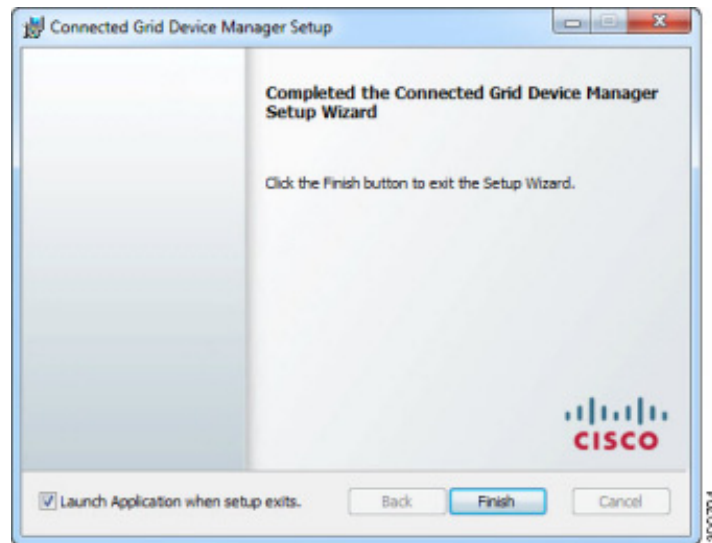 Connected Grid Device Manager Setup
Completed the Connected Grid Device Manager
Setup Wizard
Click the Finish button to exit the Setup Wizard.
CISCO
Launch Application when setup exits.
Back
Finish
Cancel